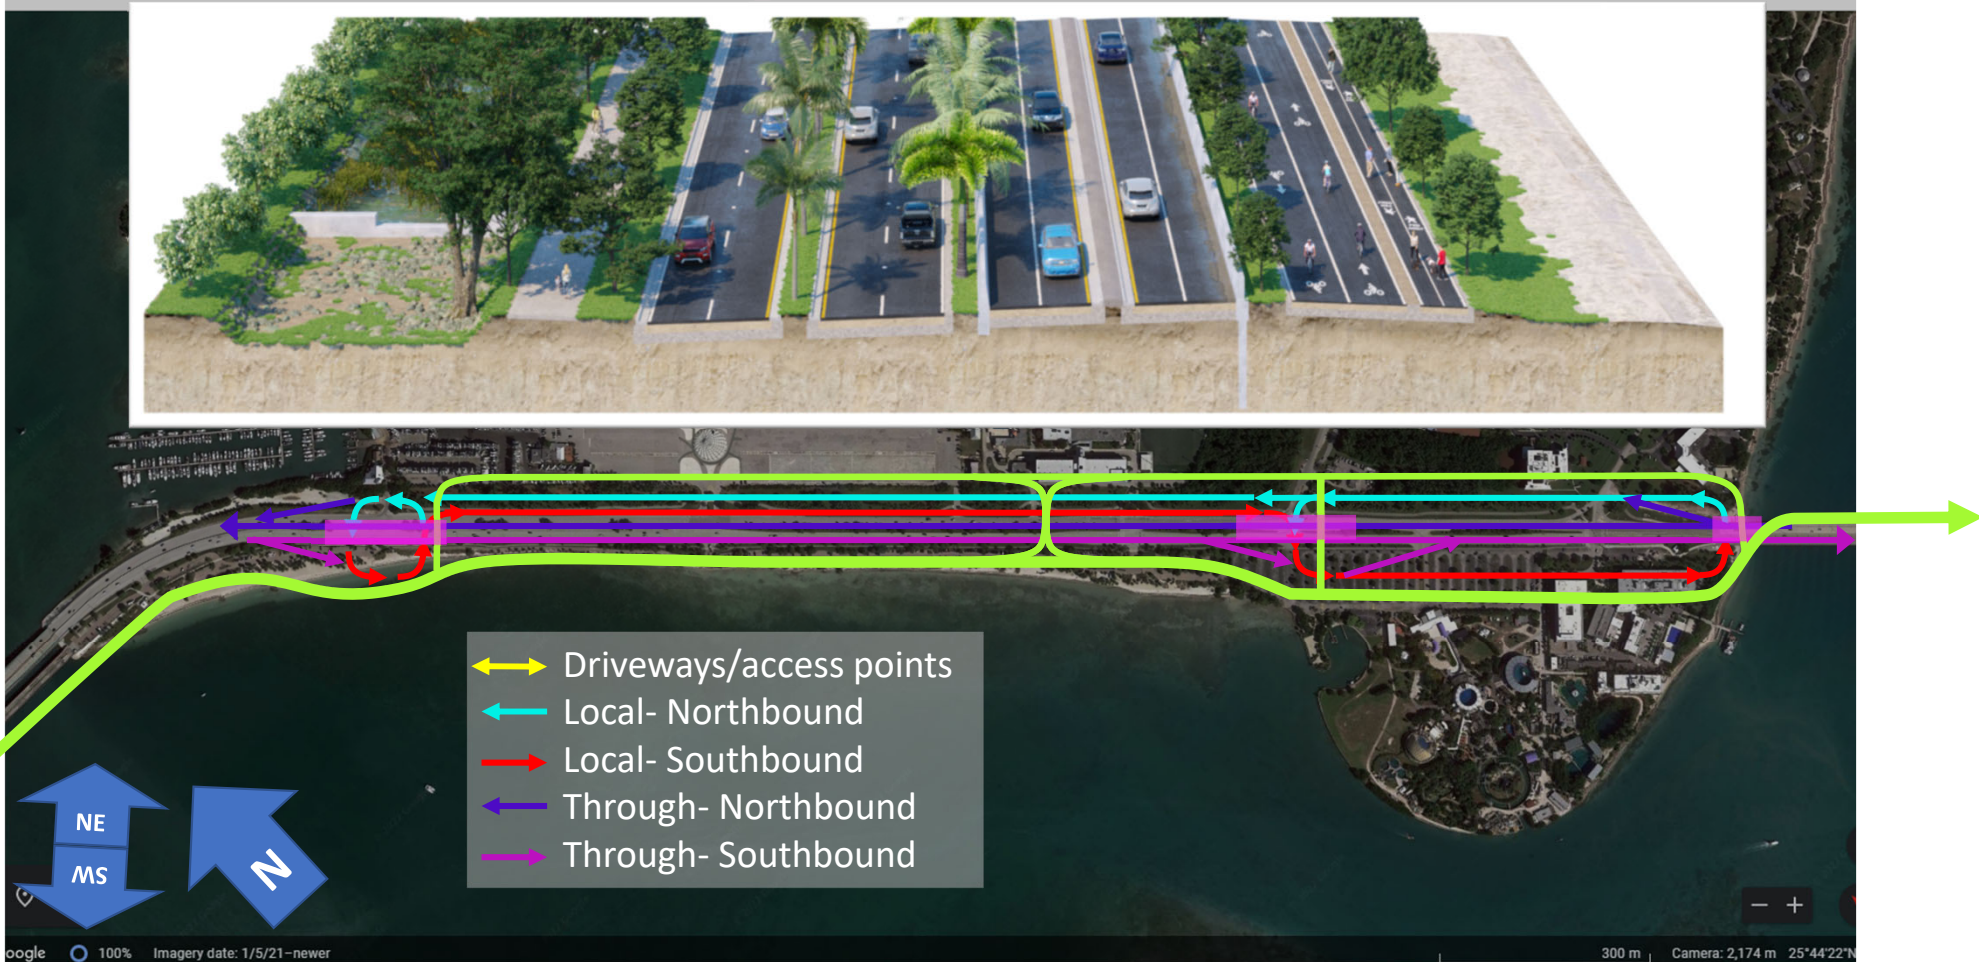 Driveways/access points
Local- Northbound
Local- Southbound
Through- Northbound
Through- Southbound
NE
SW
N
oogle
100%
Imagery date: 1/5/21–newer
300 m
Camera: 2,174 m
25°44'22"N